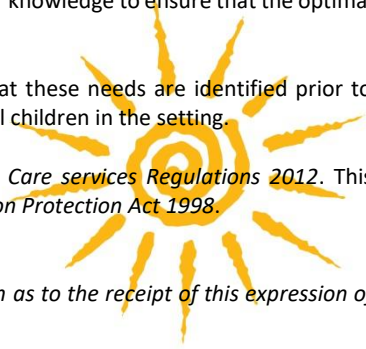 knowledge to ensure that the optima
at these needs are identified prior to
l children in the setting.
Care services Regulations 2012. This
on Protection Act 1998.
n as to the receipt of this expression of